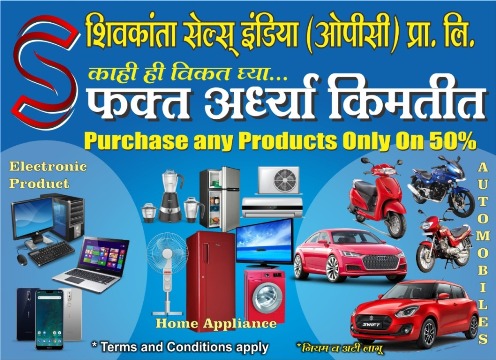 शिवकांता सेल्स् इंडिया (ओपीसी) प्रा. लि.
काही ही विकत घ्या...
फक्त अर्ध्या किमतीत
Purchase any Products Only On 50%
Electronic
Product
AUTOMOBILES
Home Appliance
SWIFT
* Terms and Conditions apply
*नियम व अटी लागू